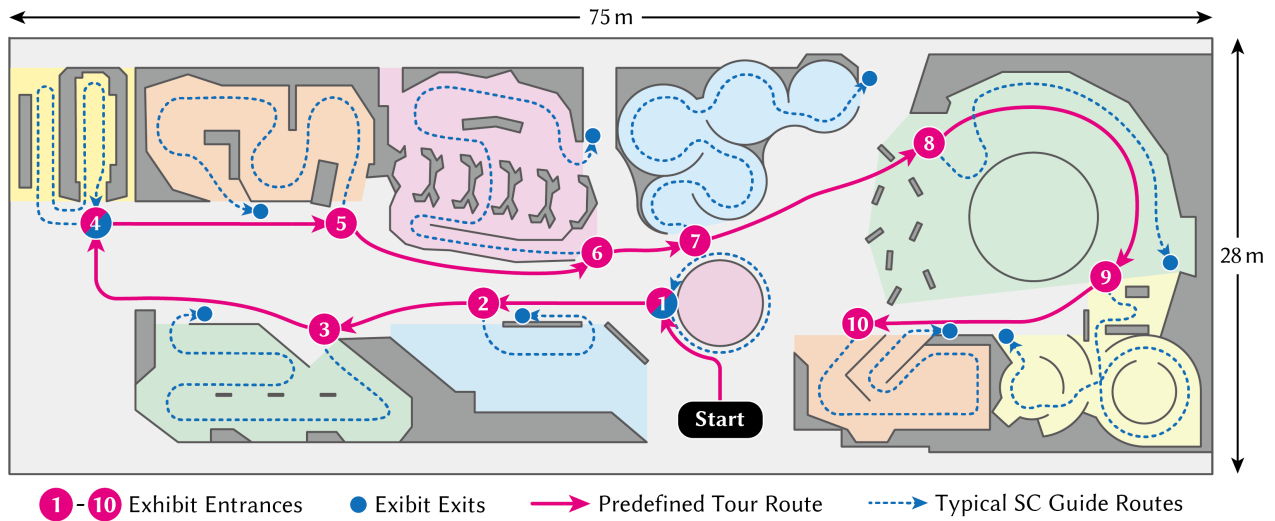 75 m
8
4
5
6
7
28 m
9
1
2
3
10
Start
1 - 10 Exhibit Entrances
Exibit Exits
Predefined Tour Route
Typical SC Guide Routes